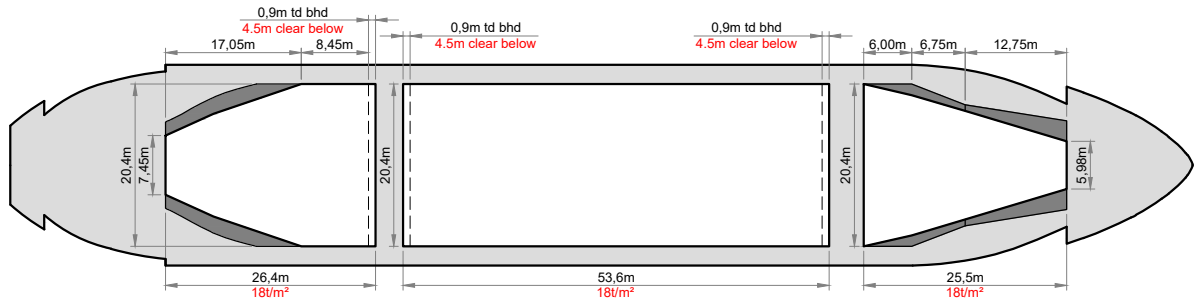 0,9m td bhd
4.5m clear below
0,9m td bhd
4.5m clear below
0,9m td bhd
4.5m clear below
17,05m
8,45m
6,00m
6,75m
12,75m
20,4m
7,45m
20,4m
20,4m
5,98m
26,4m
18t/m²
53,6m
18t/m²
25,5m
18t/m²